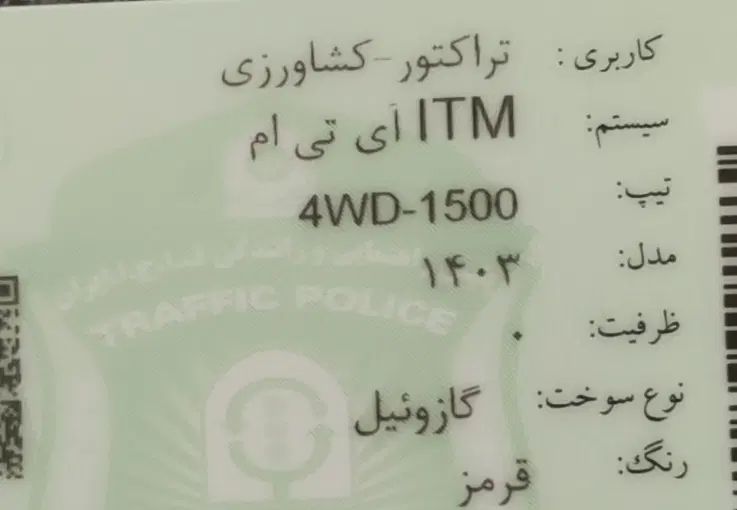 کاربری: تراکتور-کشاورزی
سیستم: ITM آی تی ام
تیپ: 4WD-1500
مدل: ۱۴۰۳
ظرفیت: ۰
نوع سوخت: گازوئیل
رنگ: قرمز
TRAFFIC POLICE